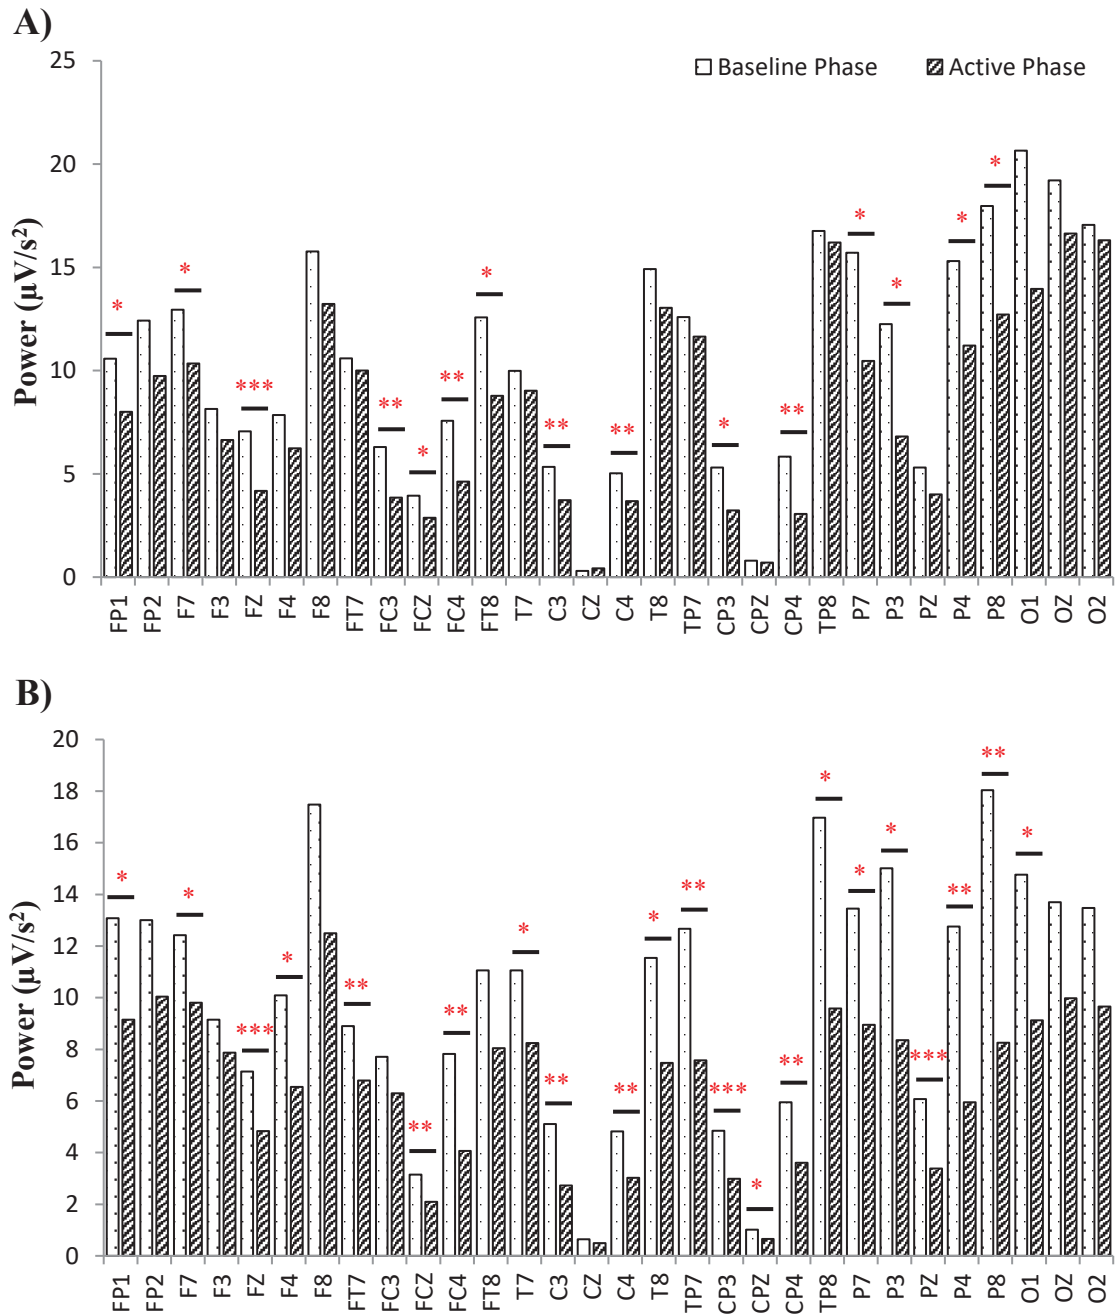 A)
25
20
15
10
5
0
Power (µV/s²)
Baseline Phase
Active Phase
* * *** ** * ** * ** ** * ** * * * *
FP1 FP2 F7 F3 FZ F4 F8 FT7 FC3 FCZ FC4 FT8 T7 C3 CZ C4 T8 TP7 CP3 CPZ CP4 TP8 P7 P3 PZ P4 P8 O1 OZ O2
B)
20
18
16
14
12
10
8
6
4
2
0
Power (µV/s²)
* * *** * ** ** ** * ** ** * ** *** * ** * * * *** ** ** *
FP1 FP2 F7 F3 FZ F4 F8 FT7 FC3 FCZ FC4 FT8 T7 C3 CZ C4 T8 TP7 CP3 CPZ CP4 TP8 P7 P3 PZ P4 P8 O1 OZ O2